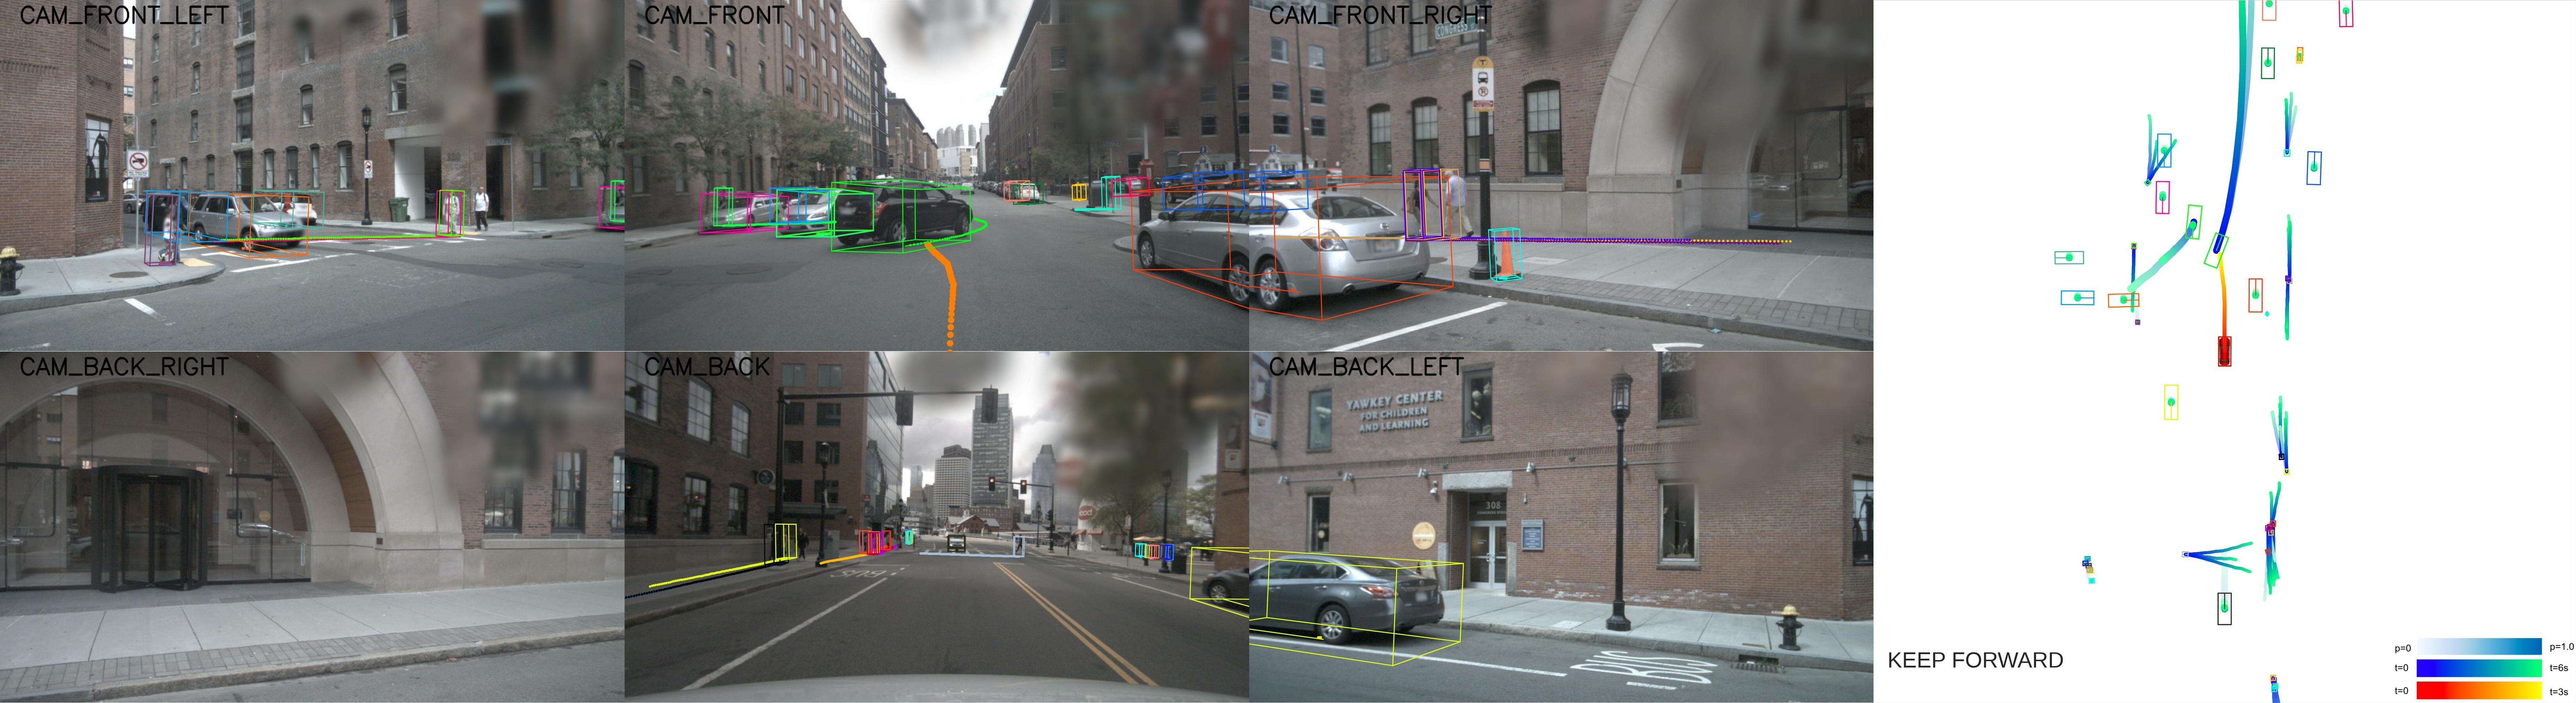 CAM_FRONT_LEFT
CAM_FRONT
CAM_FRONT_RIGHT
CONGRESS
CAM_BACK_RIGHT
CAM_BACK
CAM_BACK_LEFT
YAWKEY CENTER
FOR CHILDREN
AND LEARNING
308
BUS
KEEP FORWARD
p=0
p=1.0
t=0
t=6s
t=0
t=3s